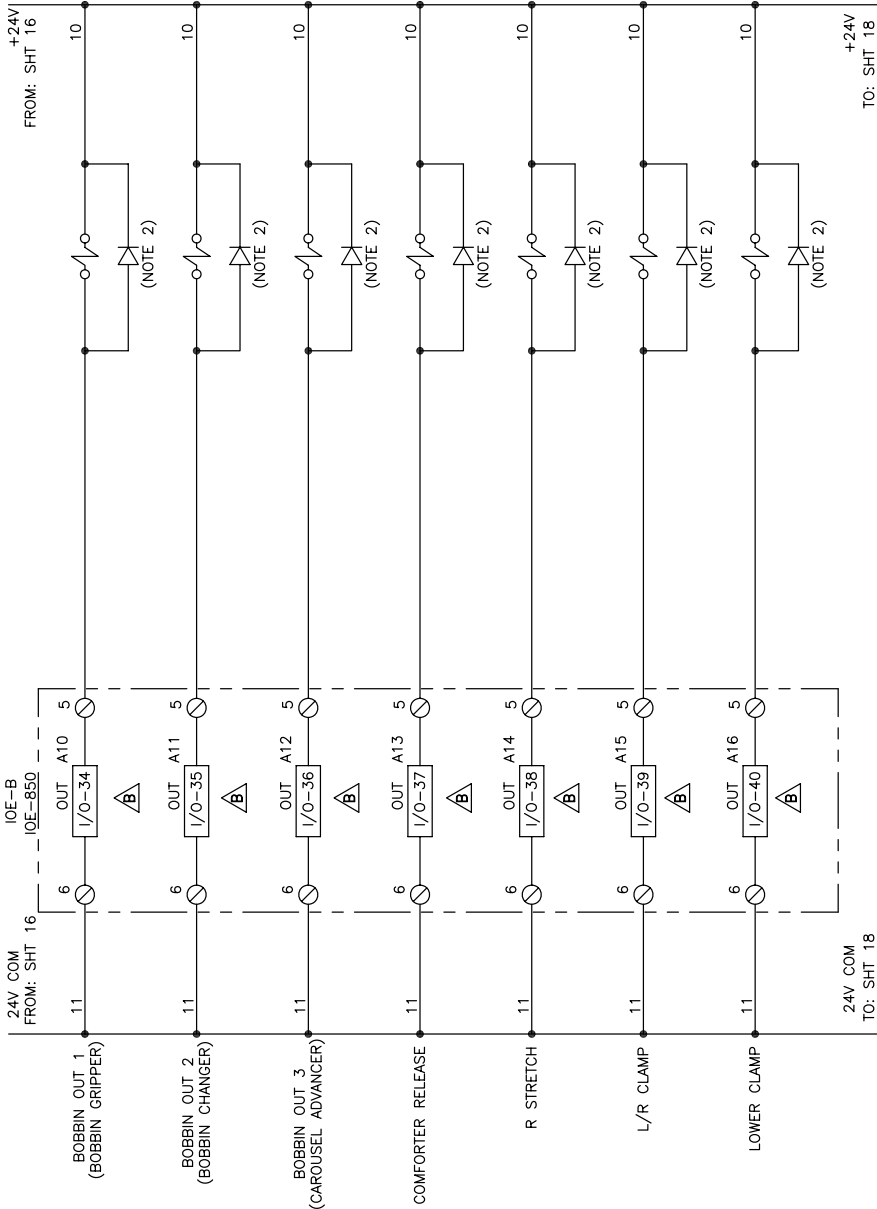 24V COM
FROM: SHT 16
IOE-B
IOE-850
+24V
FROM: SHT 16
BOBBIN OUT 1
(BOBBIN GRIPPER)
11
6
OUT
A10
I/O-34
B
5
(NOTE 2)
10
BOBBIN OUT 2
(BOBBIN CHANGER)
11
6
OUT
A11
I/O-35
B
5
(NOTE 2)
10
BOBBIN OUT 3
(CAROUSEL ADVANCER)
11
6
OUT
A12
I/O-36
B
5
(NOTE 2)
10
COMFORTER RELEASE
11
6
OUT
A13
I/O-37
B
5
(NOTE 2)
10
R STRETCH
11
6
OUT
A14
I/O-38
B
5
(NOTE 2)
10
L/R CLAMP
11
6
OUT
A15
I/O-39
B
5
(NOTE 2)
10
LOWER CLAMP
11
6
OUT
A16
I/O-40
B
5
(NOTE 2)
10
24V COM
TO: SHT 18
+24V
TO: SHT 18